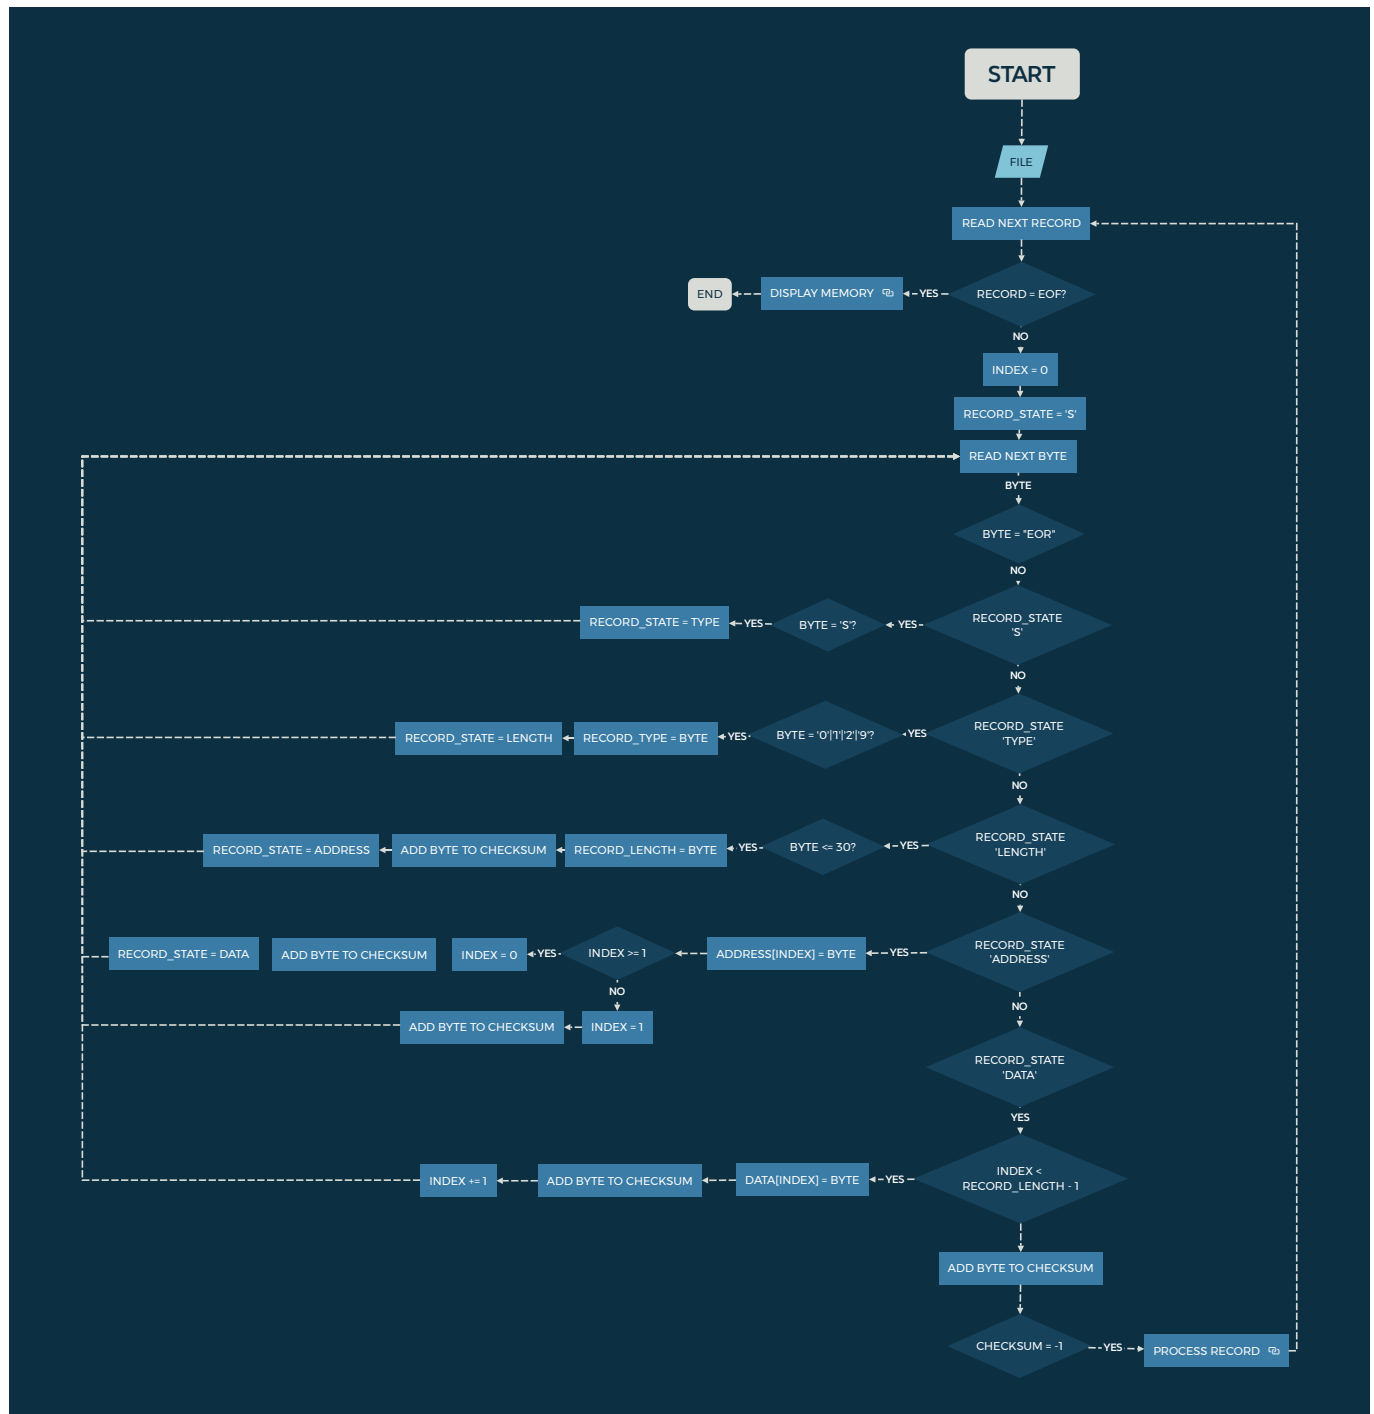 START
FILE
READ NEXT RECORD
END
DISPLAY MEMORY
YES
RECORD = EOF?
NO
INDEX = 0
RECORD_STATE = 'S'
READ NEXT BYTE
BYTE
BYTE = "EOR"
NO
RECORD_STATE = TYPE
YES
BYTE = 'S'?
YES
RECORD_STATE
'S'
NO
RECORD_STATE = LENGTH
RECORD_TYPE = BYTE
YES
BYTE = '0'|'1'|'2'|'9'?
YES
RECORD_STATE
'TYPE'
NO
RECORD_STATE = ADDRESS
ADD BYTE TO CHECKSUM
RECORD_LENGTH = BYTE
YES
BYTE <= 30?
YES
RECORD_STATE
'LENGTH'
NO
RECORD_STATE = DATA
ADD BYTE TO CHECKSUM
INDEX = 0
YES
INDEX >= 1
ADDRESS[INDEX] = BYTE
YES
RECORD_STATE
'ADDRESS'
NO
NO
ADD BYTE TO CHECKSUM
INDEX = 1
RECORD_STATE
'DATA'
YES
INDEX += 1
ADD BYTE TO CHECKSUM
DATA[INDEX] = BYTE
YES
INDEX <
RECORD_LENGTH - 1
ADD BYTE TO CHECKSUM
CHECKSUM = -1
YES
PROCESS RECORD